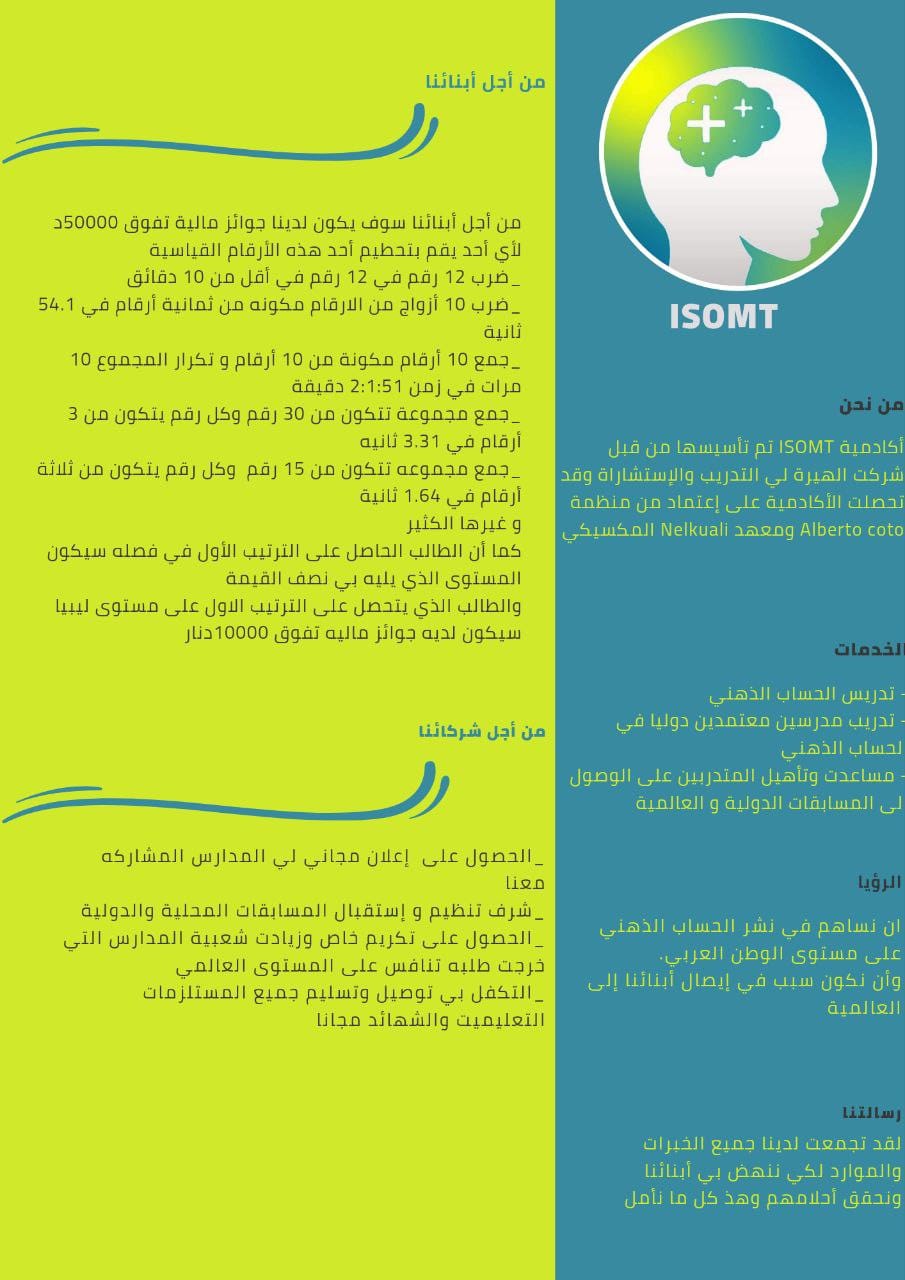 ISOMT
من نحن
أكادمية ISOMT تم تأسيسها من قبل
شركت الهيرة لي التدريب والإستشاراة وقد
تحصلت الأكادمية على إعتماد من منظمة
Alberto coto ومعهد Nelkuali المكسيكي
الخدمات
- تدريس الحساب الذهني
- تدريب مدرسين معتمدين دوليا في
لحساب الذهني
- مساعدت وتأهيل المتدربين على الوصول
لى المسابقات الدولية و العالمية
الرؤيا
ان نساهم في نشر الحساب الذهني
على مستوى الوطن العربي.
وأن نكون سبب في إيصال أبنائنا إلى
العالمية
رسالتنا
لقد تجمعت لدينا جميع الخبرات
والموارد لكي ننهض بي أبنائنا
ونحقق أحلامهم وهذ كل ما نأمل
من أجل أبنائنا
من أجل أبنائنا سوف يكون لدينا جوائز مالية تفوق 50000د
لأي أحد يقم بتحطيم أحد هذه الأرقام القياسية
_ضرب 12 رقم في 12 رقم في أقل من 10 دقائق
_ضرب 10 أزواج من الارقام مكونه من ثمانية أرقام في 54.1
ثانية
_جمع 10 أرقام مكونة من 10 أرقام و تكرار المجموع 10
مرات في زمن 2:1:51 دقيقة
_جمع مجموعة تتكون من 30 رقم وكل رقم يتكون من 3
أرقام في 3.31 ثانيه
_جمع مجموعه تتكون من 15 رقم وكل رقم يتكون من ثلاثة
أرقام في 1.64 ثانية
و غيرها الكثير
كما أن الطالب الحاصل على الترتيب الأول في فصله سيكون
المستوى الذي يليه بي نصف القيمة
والطالب الذي يتحصل على الترتيب الاول على مستوى ليبيا
سيكون لديه جوائز ماليه تفوق 10000دنار
من أجل شركائنا
_الحصول على إعلان مجاني لي المدارس المشاركه
معنا
_شرف تنظيم و إستقبال المسابقات المحلية والدولية
_الحصول على تكريم خاص وزيادت شعبية المدارس التي
خرجت طلبه تنافس على المستوى العالمي
_التكفل بي توصيل وتسليم جميع المستلزمات
التعليميت والشهائد مجانا